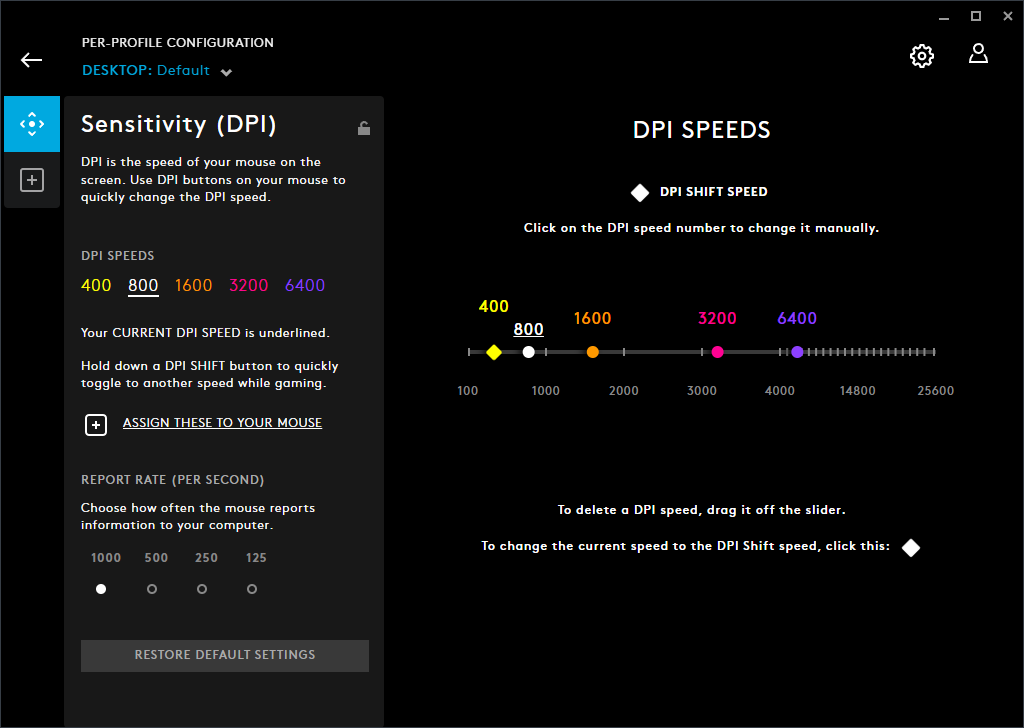 PER-PROFILE CONFIGURATION
DESKTOP: Default
Sensitivity (DPI)
DPI is the speed of your mouse on the
screen. Use DPI buttons on your mouse to
quickly change the DPI speed.
DPI SPEEDS
400 800 1600 3200 6400
Your CURRENT DPI SPEED is underlined.
Hold down a DPI SHIFT button to quickly
toggle to another speed while gaming.
ASSIGN THESE TO YOUR MOUSE
REPORT RATE (PER SECOND)
Choose how often the mouse reports
information to your computer.
1000 500 250 125
RESTORE DEFAULT SETTINGS
DPI SPEEDS
DPI SHIFT SPEED
Click on the DPI speed number to change it manually.
400 800 1600 3200 6400
100 1000 2000 3000 4000 14800 25600
To delete a DPI speed, drag it off the slider.
To change the current speed to the DPI Shift speed, click this: